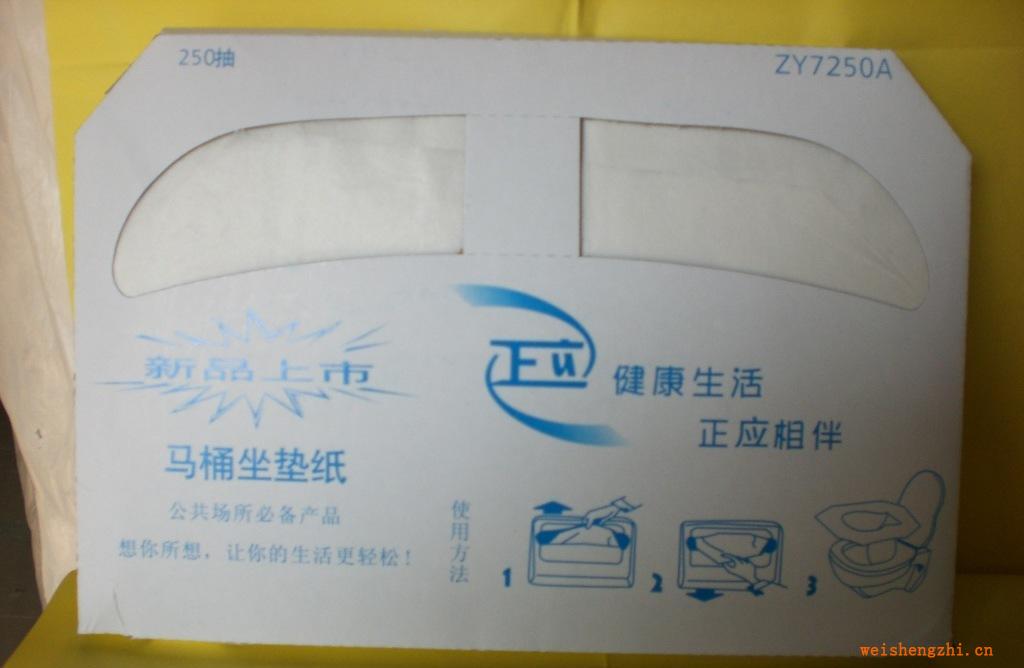 250抽
ZY7250A
新品上市
健康生活
正应相伴
马桶坐垫纸
公共场所必备产品
想你所想，让你的生活更轻松！
使用方法
1
2
3
weishengzhi.cn